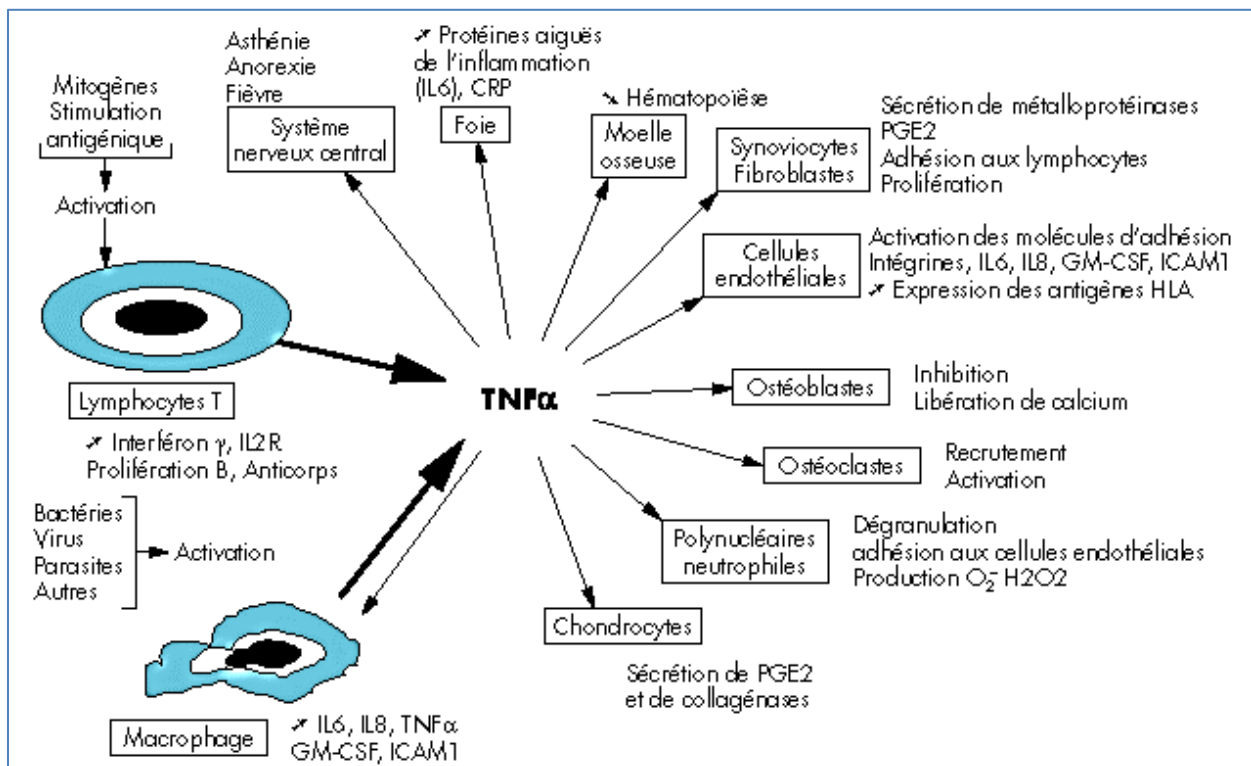 Mitogènes
Stimulation
antigénique
Activation
Lymphocytes T
↗ Interféron γ, IL2R
Prolifération B, Anticorps
Bactéries
Virus
Parasites
Autres
Activation
Macrophage
↗ IL6, IL8, TNFα
GM-CSF, ICAM1
Asthénie
Anorexie
Fièvre
Système
nerveux central
↗ Protéines aiguës
de l'inflammation
(IL6), CRP
Foie
↘ Hématopoïèse
Moelle
osseuse
Synoviocytes
Fibroblastes
Sécrétion de métalloprotéinases
PGE2
Adhésion aux lymphocytes
Prolifération
Cellules
endothéliales
Activation des molécules d'adhésion
Intégrines, IL6, IL8, GM-CSF, ICAM1
↗ Expression des antigènes HLA
TNFα
Ostéoblastes
Inhibition
Libération de calcium
Ostéoclastes
Recrutement
Activation
Polynucléaires
neutrophiles
Dégranulation
adhésion aux cellules endothéliales
Production O₂⁻ H2O2
Chondrocytes
Sécrétion de PGE2
et de collagénases